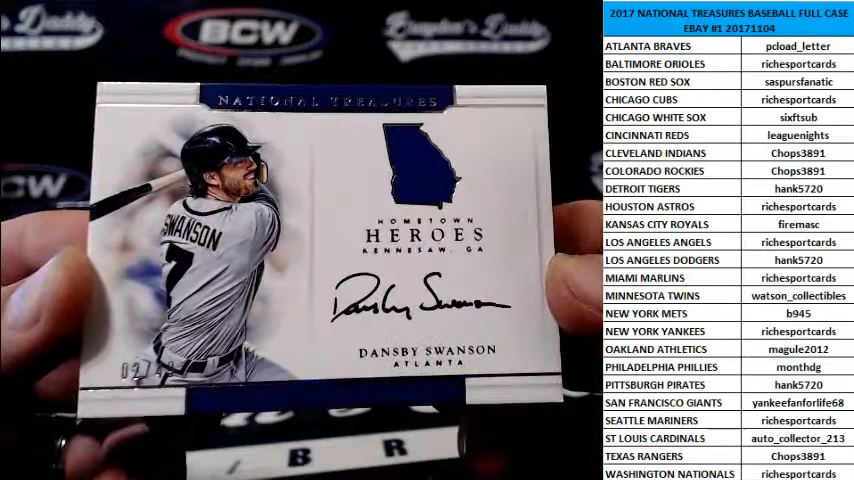 BCW
BCW
NATIONAL TREASURES
SWANSON
7
HOMETOWN
HEROES
KENNESAW, GA
Dansby Swanson
DANSBY SWANSON
ATLANTA
B R
2017 NATIONAL TREASURES BASEBALL FULL CASE
EBAY #1 20171104
ATLANTA BRAVES pcload_letter
BALTIMORE ORIOLES richesportcards
BOSTON RED SOX saspursfanatic
CHICAGO CUBS richesportcards
CHICAGO WHITE SOX sixftsub
CINCINNATI REDS leaguenights
CLEVELAND INDIANS Chops3891
COLORADO ROCKIES Chops3891
DETROIT TIGERS hank5720
HOUSTON ASTROS richesportcards
KANSAS CITY ROYALS firemasc
LOS ANGELES ANGELS richesportcards
LOS ANGELES DODGERS hank5720
MIAMI MARLINS richesportcards
MINNESOTA TWINS watson_collectibles
NEW YORK METS b945
NEW YORK YANKEES richesportcards
OAKLAND ATHLETICS magule2012
PHILADELPHIA PHILLIES monthdg
PITTSBURGH PIRATES hank5720
SAN FRANCISCO GIANTS yankeefanforlife68
SEATTLE MARINERS richesportcards
ST LOUIS CARDINALS auto_collector_213
TEXAS RANGERS Chops3891
WASHINGTON NATIONALS richesportcards